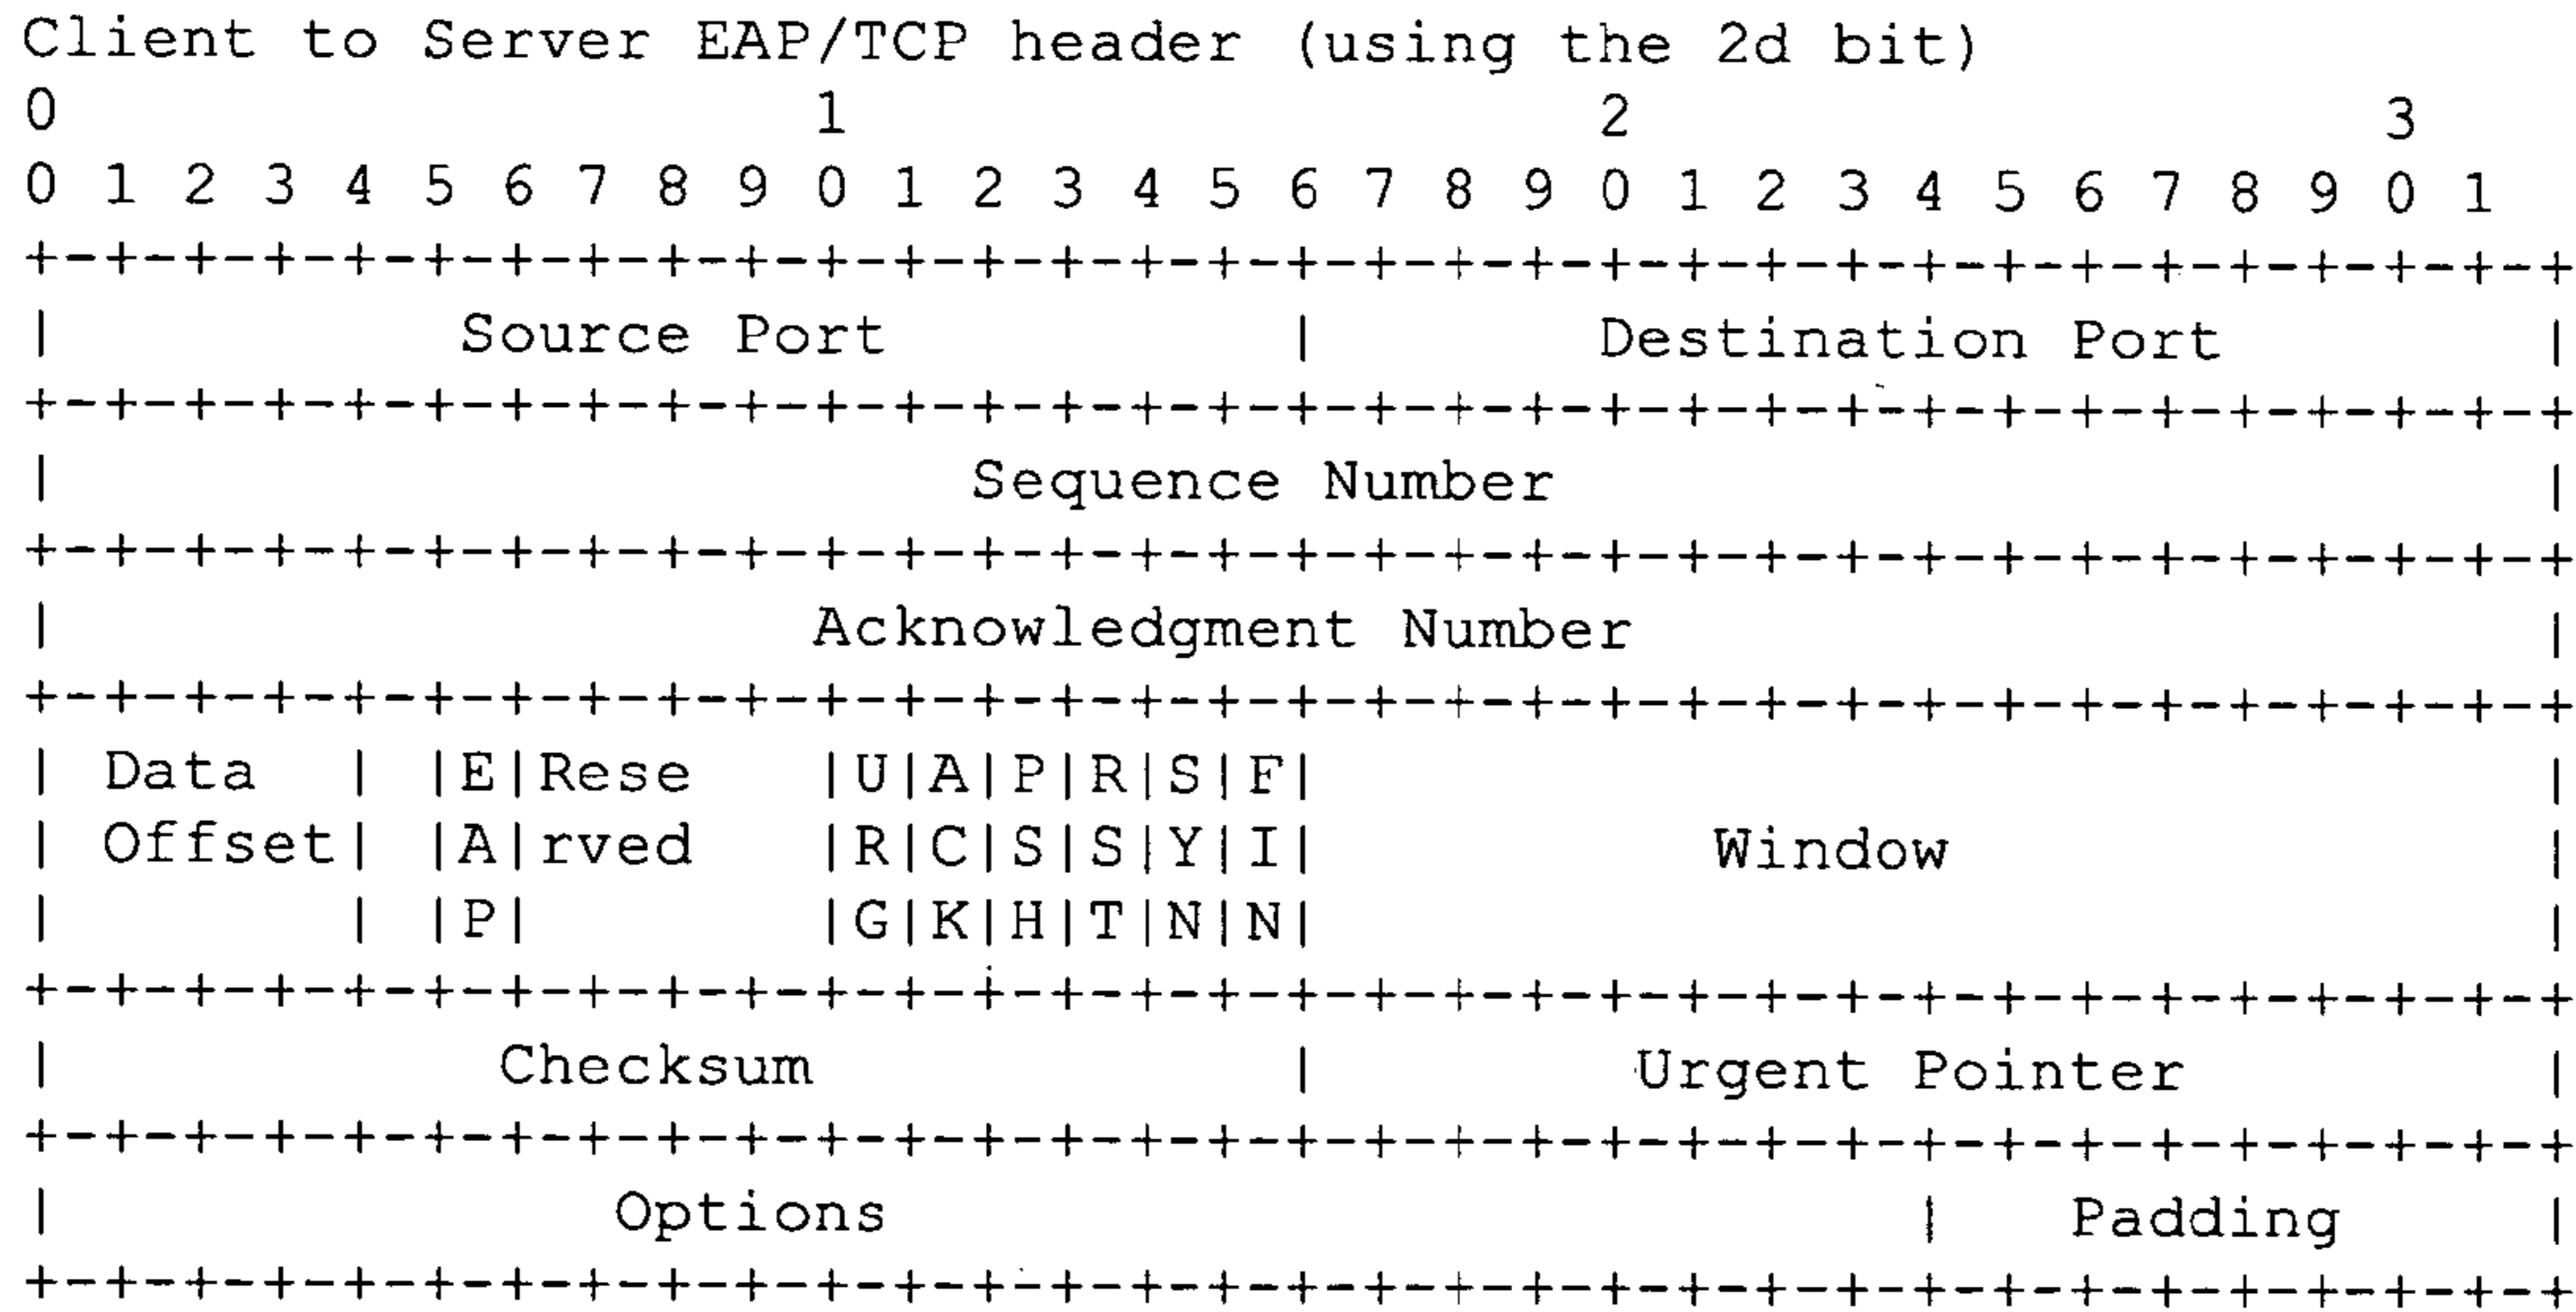 Client to Server EAP/TCP header (using the 2d bit)
0                   1                   2                   3
0 1 2 3 4 5 6 7 8 9 0 1 2 3 4 5 6 7 8 9 0 1 2 3 4 5 6 7 8 9 0 1
+-+-+-+-+-+-+-+-+-+-+-+-+-+-+-+-+-+-+-+-+-+-+-+-+-+-+-+-+-+-+-+-+
|          Source Port          |       Destination Port        |
+-+-+-+-+-+-+-+-+-+-+-+-+-+-+-+-+-+-+-+-+-+-+-+-+-+-+-+-+-+-+-+-+
|                       Sequence Number                         |
+-+-+-+-+-+-+-+-+-+-+-+-+-+-+-+-+-+-+-+-+-+-+-+-+-+-+-+-+-+-+-+-+
|                   Acknowledgment Number                       |
+-+-+-+-+-+-+-+-+-+-+-+-+-+-+-+-+-+-+-+-+-+-+-+-+-+-+-+-+-+-+-+-+
| Data  | |E|Rese   |U|A|P|R|S|F|                               |
| Offset| |A|rved   |R|C|S|S|Y|I|          Window               |
|       | |P|       |G|K|H|T|N|N|                               |
+-+-+-+-+-+-+-+-+-+-+-+-+-+-+-+-+-+-+-+-+-+-+-+-+-+-+-+-+-+-+-+-+
|           Checksum            |        Urgent Pointer         |
+-+-+-+-+-+-+-+-+-+-+-+-+-+-+-+-+-+-+-+-+-+-+-+-+-+-+-+-+-+-+-+-+
|              Options                          |   Padding     |
+-+-+-+-+-+-+-+-+-+-+-+-+-+-+-+-+-+-+-+-+-+-+-+-+-+-+-+-+-+-+-+-+